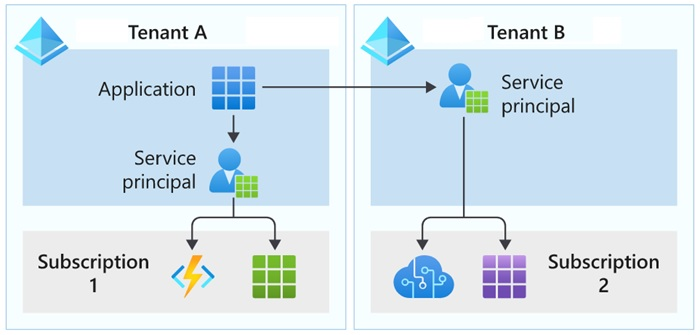 Tenant A
Application
Service
principal
Subscription
1
Tenant B
Service
principal
Subscription
2